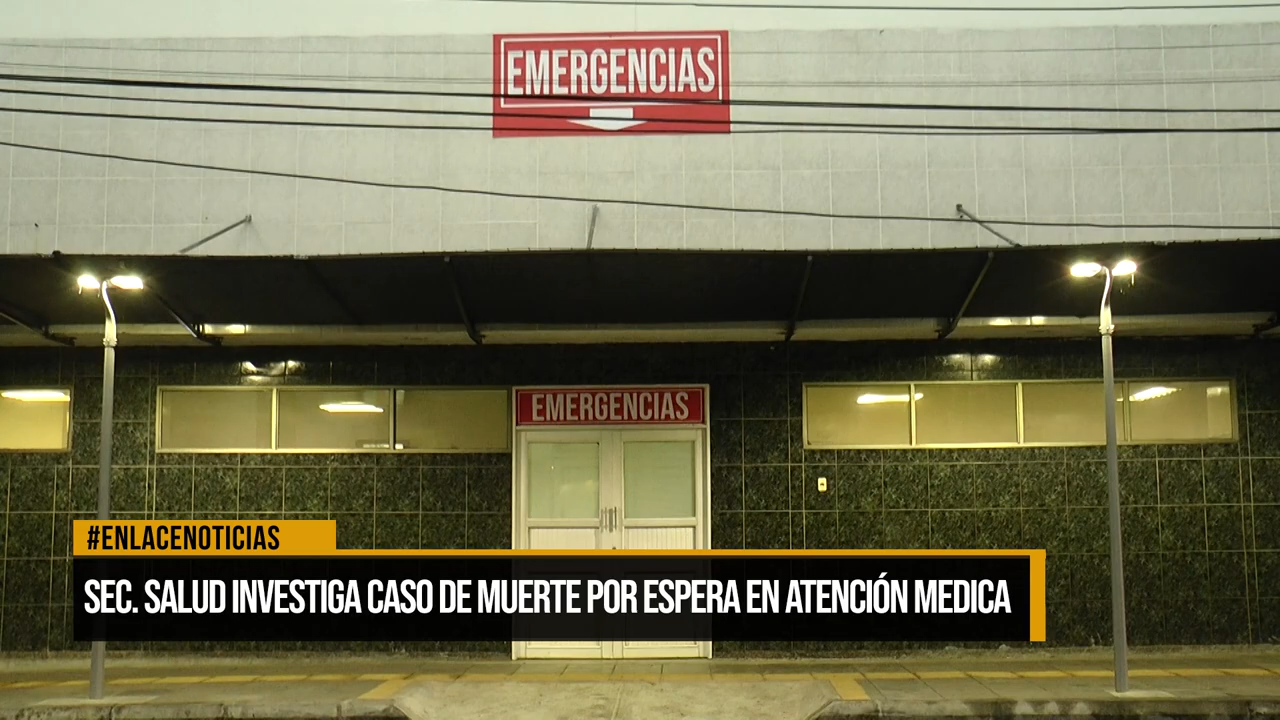 EMERGENCIAS
EMERGENCIAS
#ENLACENOTICIAS
SEC. SALUD INVESTIGA CASO DE MUERTE POR ESPERA EN ATENCIÓN MEDICA